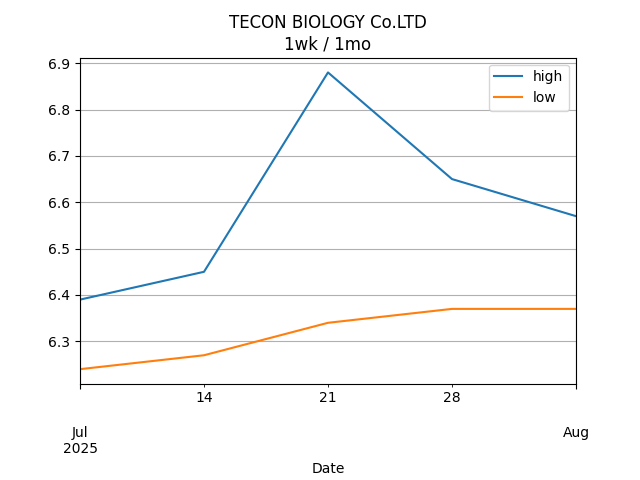 TECON BIOLOGY Co.LTD
1wk / 1mo
high
low
6.9
6.8
6.7
6.6
6.5
6.4
6.3
14
21
28
Jul
2025
Aug
Date